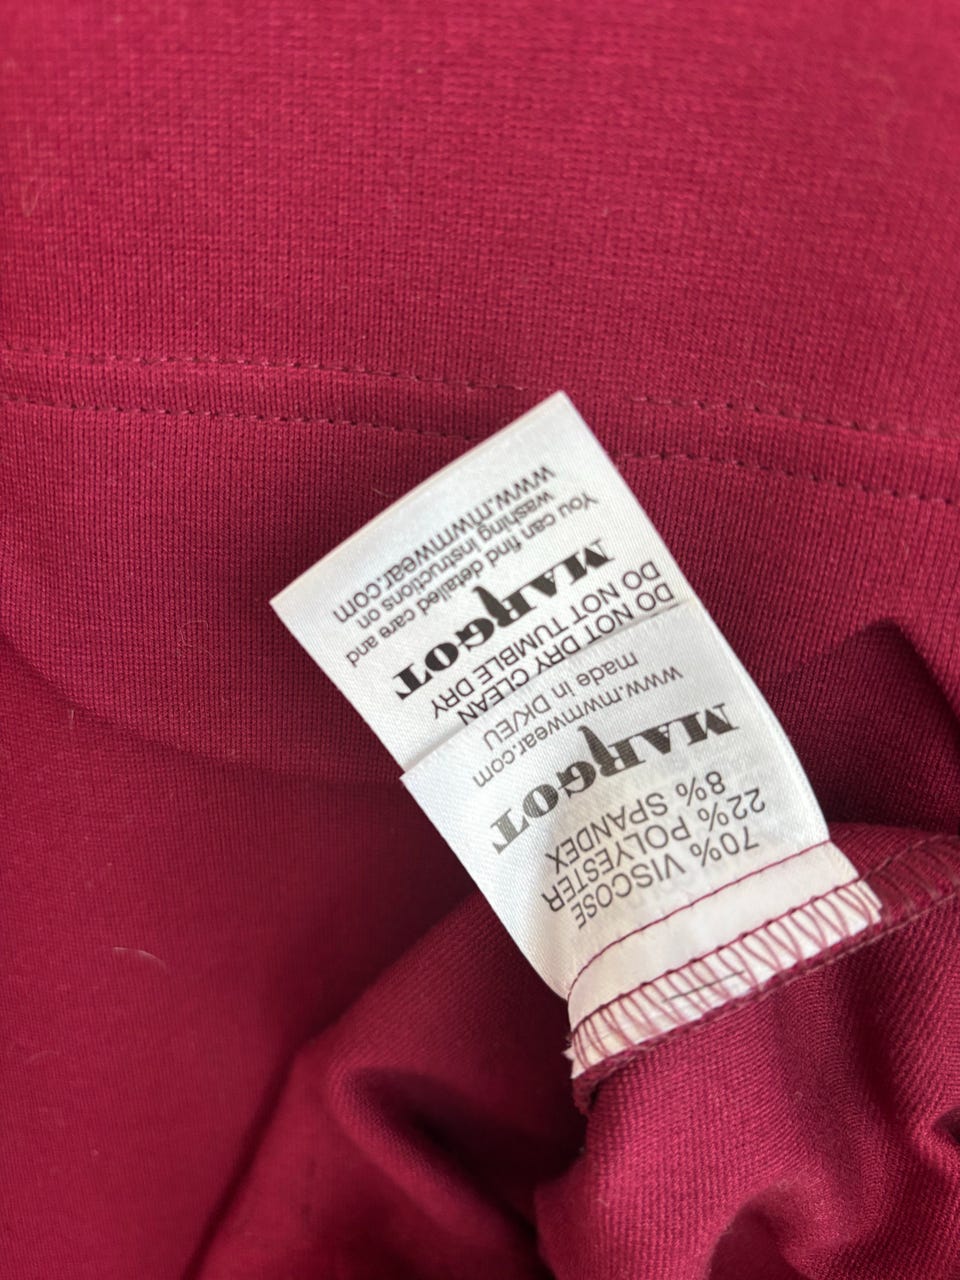 70% VISCOSE
22% POLYESTER
8% SPANDEX
MARGOT
www.mwmwear.com
made in DK/EU
DO NOT DRY CLEAN
DO NOT TUMBLE DRY
MARGOT
You can find detailed care and
washing instructions on
www.mwmwear.com